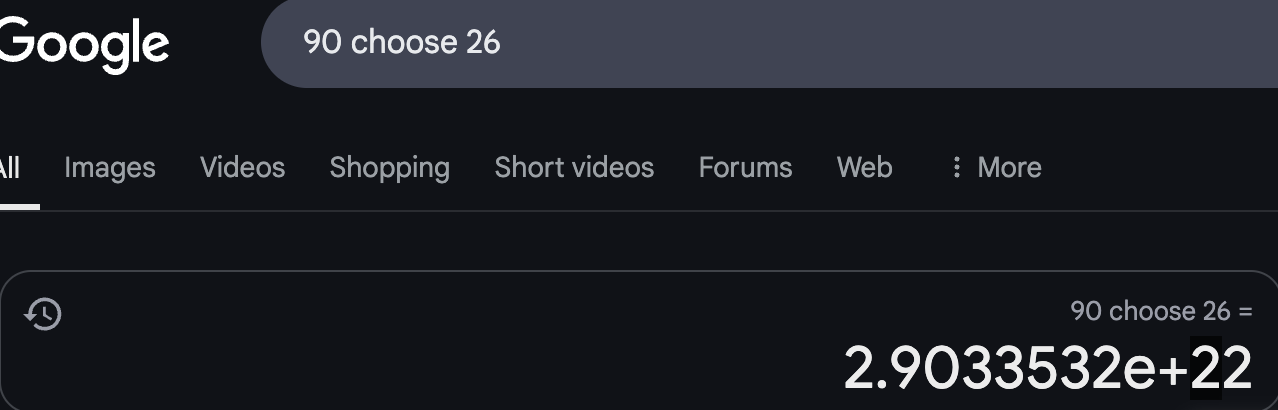 Google
90 choose 26
All
Images
Videos
Shopping
Short videos
Forums
Web
More
90 choose 26 =
2.9033532e+22